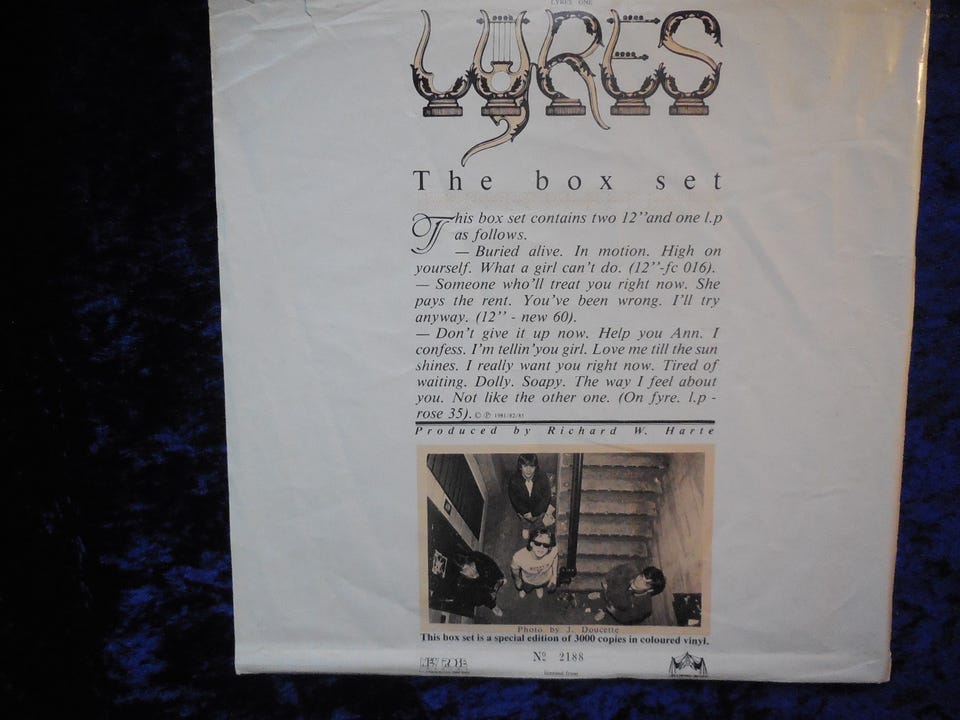 LYRES ONE
LYRES
The box set
This box set contains two 12''and one l.p
as follows.
— Buried alive. In motion. High on
yourself. What a girl can't do. (12''-fc 016).
— Someone who'll treat you right now. She
pays the rent. You've been wrong. I'll try
anyway. (12'' - new 60).
— Don't give it up now. Help you Ann. I
confess. I'm tellin'you girl. Love me till the sun
shines. I really want you right now. Tired of
waiting. Dolly. Soapy. The way I feel about
you. Not like the other one. (On fyre. l.p -
rose 35). © ℗ 1981/82/83
Produced by Richard W. Harte
Photo by J. Doucette
This box set is a special edition of 3000 copies in coloured vinyl.
Nº 2188
NEW ROSE
licensed from